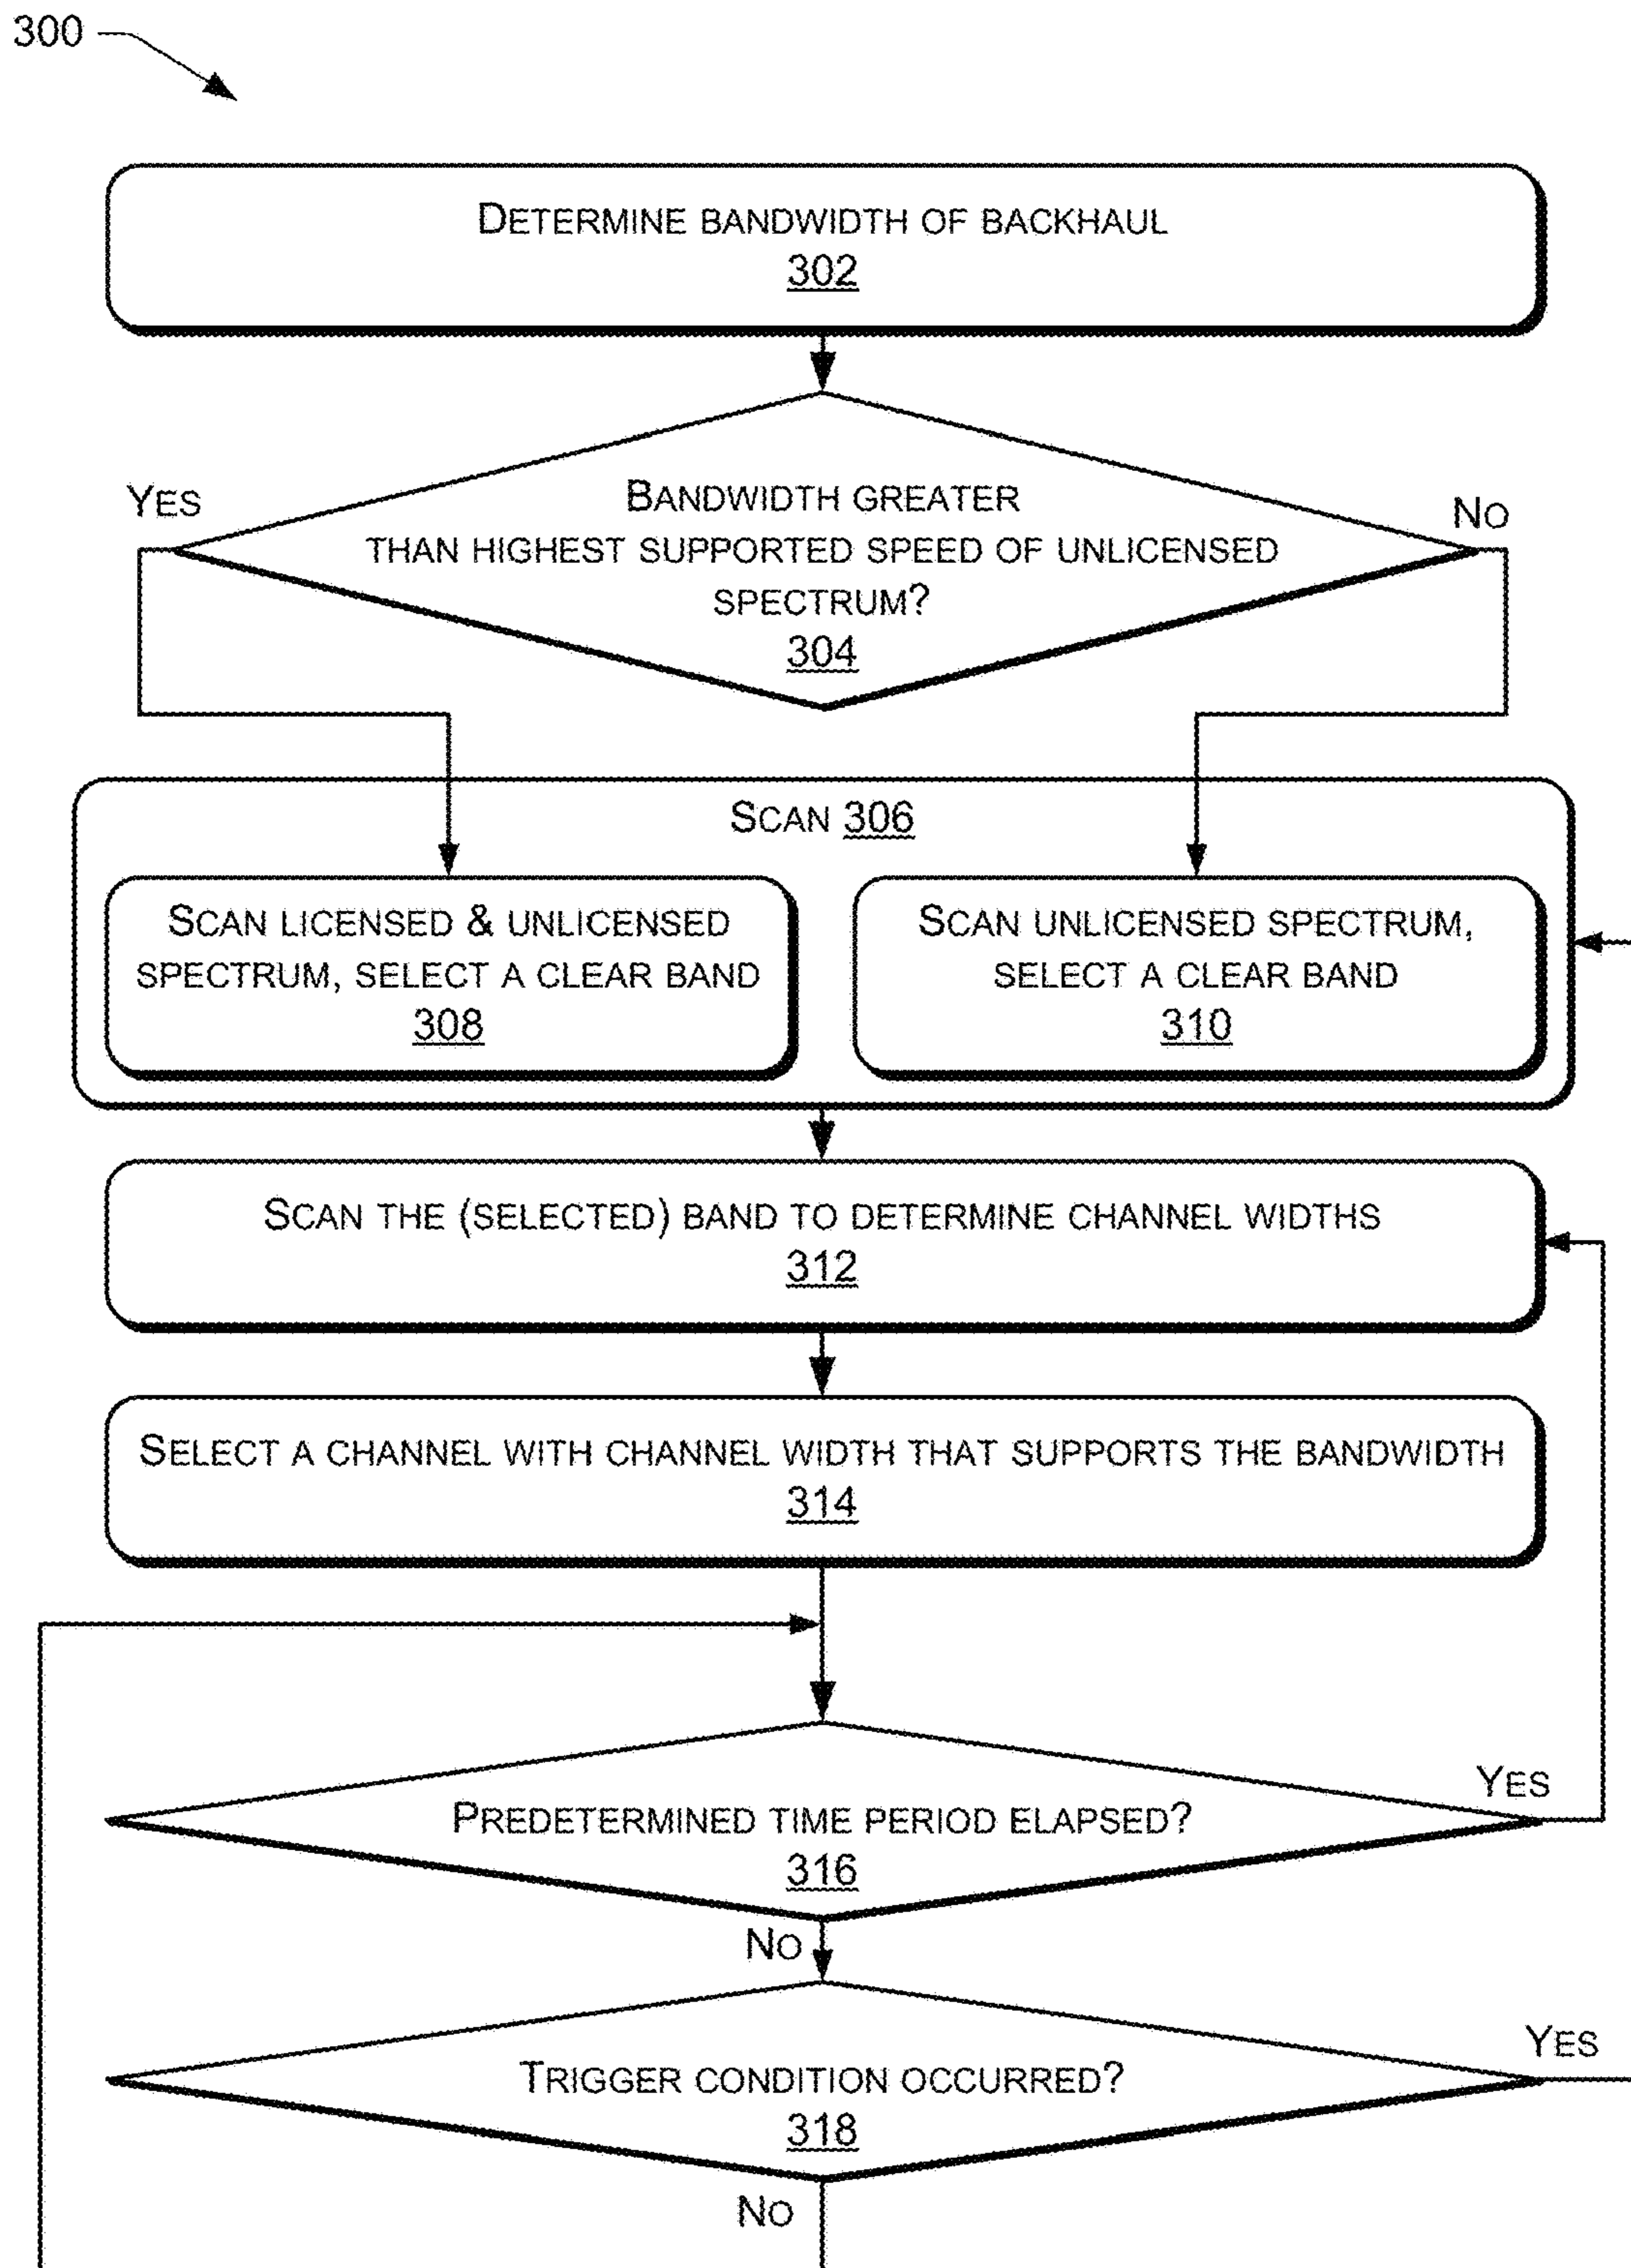 300
DETERMINE BANDWIDTH OF BACKHAUL
302
BANDWIDTH GREATER
THAN HIGHEST SUPPORTED SPEED OF UNLICENSED
SPECTRUM?
304
YES
NO
SCAN 306
SCAN LICENSED & UNLICENSED
SPECTRUM, SELECT A CLEAR BAND
308
SCAN UNLICENSED SPECTRUM,
SELECT A CLEAR BAND
310
SCAN THE (SELECTED) BAND TO DETERMINE CHANNEL WIDTHS
312
SELECT A CHANNEL WITH CHANNEL WIDTH THAT SUPPORTS THE BANDWIDTH
314
PREDETERMINED TIME PERIOD ELAPSED?
316
YES
NO
TRIGGER CONDITION OCCURRED?
318
YES
NO